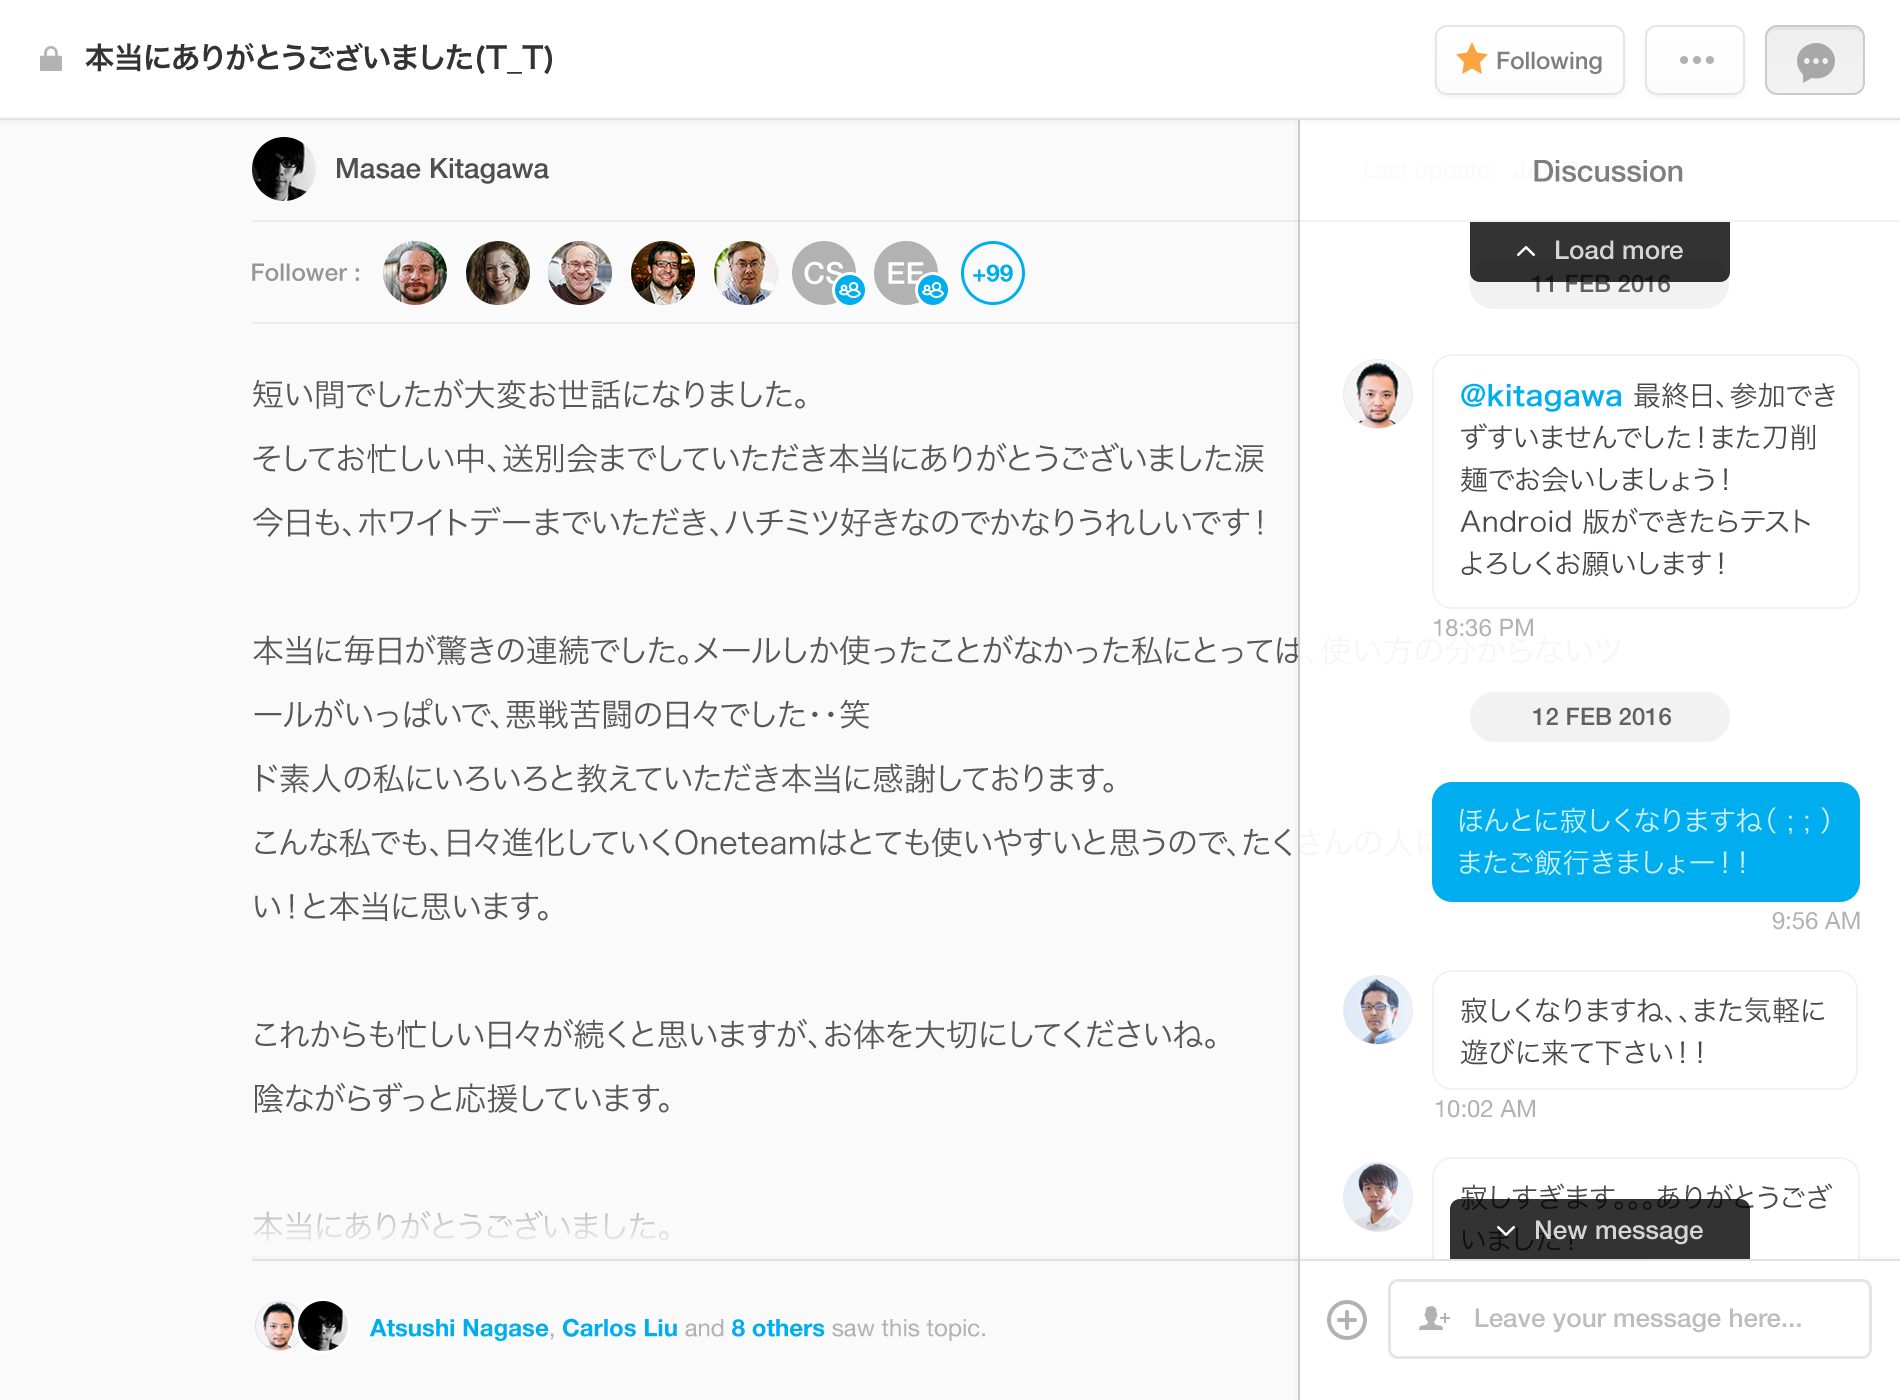 本当にありがとうございました(T_T)
Following
Masae Kitagawa
Follower :
CS
EE
+99
短い間でしたが大変お世話になりました。
そしてお忙しい中、送別会までしていただき本当にありがとうございました涙
今日も、ホワイトデーまでいただき、ハチミツ好きなのでかなりうれしいです！
本当に毎日が驚きの連続でした。メールしか使ったことがなかった私にとっては、使い方の分からないツ
ールがいっぱいで、悪戦苦闘の日々でした・・笑
ド素人の私にいろいろと教えていただき本当に感謝しております。
こんな私でも、日々進化していくOneteamはとても使いやすいと思うので、たくさんの人に
い！と本当に思います。
これからも忙しい日々が続くと思いますが、お体を大切にしてくださいね。
陰ながらずっと応援しています。
本当にありがとうございました。
Atsushi Nagase, Carlos Liu and 8 others saw this topic.
Last update:
Discussion
Load more
11 FEB 2016
@kitagawa 最終日、参加でき
ずすいませんでした！また刀削
麺でお会いしましょう！
Android 版ができたらテスト
よろしくお願いします！
18:36 PM
12 FEB 2016
ほんとに寂しくなりますね( ; ; )
またご飯行きましょー！！
9:56 AM
寂しくなりますね、、また気軽に
遊びに来て下さい！！
10:02 AM
寂しすぎます。。。ありがとうござ
いました！
New message
Leave your message here...